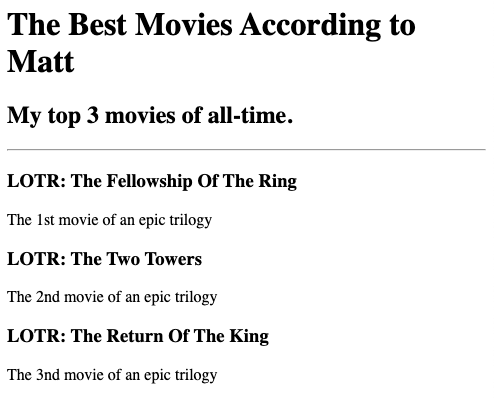 The Best Movies According to
Matt
My top 3 movies of all-time.
LOTR: The Fellowship Of The Ring
The 1st movie of an epic trilogy
LOTR: The Two Towers
The 2nd movie of an epic trilogy
LOTR: The Return Of The King
The 3nd movie of an epic trilogy